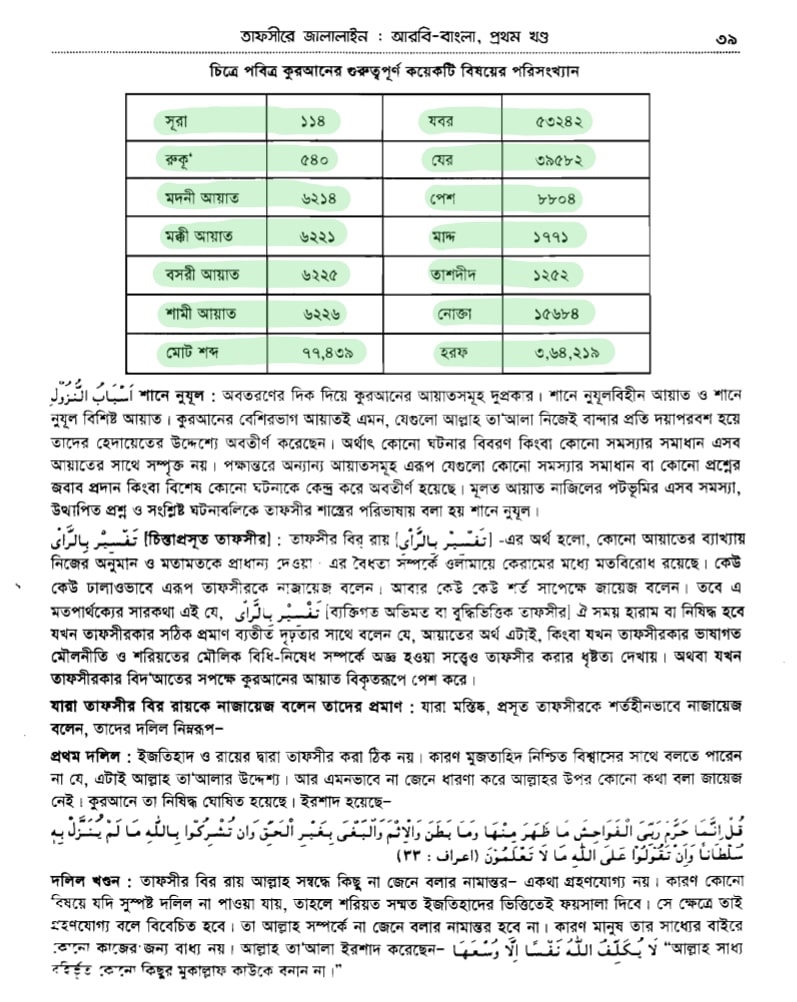 তাফসীরে জালালাইন : আরবি-বাংলা, প্রথম খণ্ড ৩৯
চিত্রে পবিত্র কুরআনের গুরুত্বপূর্ণ কয়েকটি বিষয়ের পরিসংখ্যান
সূরা ১১৪ যবর ৫৩২৪২
রুকূ' ৫৪০ যের ৩৯৫৮২
মদনী আয়াত ৬২১৪ পেশ ৮৮০৪
মক্কী আয়াত ৬২২১ মাদ্দ ১৭৭১
বসরী আয়াত ৬২২৫ তাশদীদ ১২৫২
শামী আয়াত ৬২২৬ নোক্তা ১৫৬৮৪
মোট শব্দ ৭৭,৪৩৯ হরফ ৩,৬৪,২১৯
اَسْبَابُ النُّزُوْلِ শানে নুযূল : অবতরণের দিক দিয়ে কুরআনের আয়াতসমূহ দুপ্রকার। শানে নুযূলবিহীন আয়াত ও শানে
নুযূল বিশিষ্ট আয়াত। কুরআনের বেশিরভাগ আয়াতই এমন, যেগুলো আল্লাহ তা'আলা নিজেই বান্দার প্রতি দয়াপরবশ হয়ে
তাদের হেদায়েতের উদ্দেশ্যে অবতীর্ণ করেছেন। অর্থাৎ কোনো ঘটনার বিবরণ কিংবা কোনো সমস্যার সমাধান এসব
আয়াতের সাথে সম্পৃক্ত নয়। পক্ষান্তরে অন্যান্য আয়াতসমূহ এরূপ যেগুলো কোনো সমস্যার সমাধান বা কোনো প্রশ্নের
জবাব প্রদান কিংবা বিশেষ কোনো ঘটনাকে কেন্দ্র করে অবতীর্ণ হয়েছে। মূলত আয়াত নাজিলের পটভূমির এসব সমস্যা,
উত্থাপিত প্রশ্ন ও সংশ্লিষ্ট ঘটনাবলিকে তাফসীর শাস্ত্রের পরিভাষায় বলা হয় শানে নুযূল।
تَفْسِيْر بِالرَّأْىِ [চিন্তাপ্রসূত তাফসীর] : তাফসীর বির রায় [تَفْسِيْر بِالرَّأْىِ] -এর অর্থ হলো, কোনো আয়াতের ব্যাখ্যায়
নিজের অনুমান ও মতামতকে প্রাধান্য দেওয়া এর বৈধতা সম্পর্কে ওলামায়ে কেরামের মধ্যে মতবিরোধ রয়েছে। কেউ
কেউ ঢালাওভাবে এরূপ তাফসীরকে নাজায়েজ বলেন। আবার কেউ কেউ শর্ত সাপেক্ষে জায়েজ বলেন। তবে এ
মতপার্থক্যের সারকথা এই যে, تَفْسِيْر بِالرَّأْىِ [ব্যক্তিগত অভিমত বা বুদ্ধিভিত্তিক তাফসীর] ঐ সময় হারাম বা নিষিদ্ধ হবে
যখন তাফসীরকার সঠিক প্রমাণ ব্যতীত দৃঢ়তার সাথে বলেন যে, আয়াতের অর্থ এটাই, কিংবা যখন তাফসীরকার ভাষাগত
মৌলনীতি ও শরিয়তের মৌলিক বিধি-নিষেধ সম্পর্কে অজ্ঞ হওয়া সত্ত্বেও তাফসীর করার ধৃষ্টতা দেখায়। অথবা যখন
তাফসীরকার বিদ'আতের সপক্ষে কুরআনের আয়াত বিকৃতরূপে পেশ করে।
যারা তাফসীর বির রায়কে নাজায়েজ বলেন তাদের প্রমাণ : যারা মস্তিষ্ক, প্রসূত তাফসীরকে শর্তহীনভাবে নাজায়েজ
বলেন, তাদের দলিল নিম্নরূপ–
প্রথম দলিল : ইজতিহাদ ও রায়ের দ্বারা তাফসীর করা ঠিক নয়। কারণ মুজতাহিদ নিশ্চিত বিশ্বাসের সাথে বলতে পারেন
না যে, এটাই আল্লাহ তা'আলার উদ্দেশ্য। আর এমনভাবে না জেনে ধারণা করে আল্লাহর উপর কোনো কথা বলা জায়েজ
নেই। কুরআনে তা নিষিদ্ধ ঘোষিত হয়েছে। ইরশাদ হয়েছে–
قُلْ اِنَّمَا حَرَّمَ رَبِّىَ الْفَوَاحِشَ مَا ظَهَرَ مِنْهَا وَمَا بَطَنَ وَالْاِثْمَ وَالْبَغْىَ بِغَيْرِ الْحَقِّ وَاَنْ تُشْرِكُوْا بِاللّٰهِ مَا لَمْ يُنَزِّلْ بِهٖ
سُلْطَانًا وَاَنْ تَقُوْلُوْا عَلَى اللّٰهِ مَا لَا تَعْلَمُوْنَ (اعراف : ٣٣)
দলিল খণ্ডন : তাফসীর বির রায় আল্লাহ সম্বন্ধে কিছু না জেনে বলার নামান্তর– একথা গ্রহণযোগ্য নয়। কারণ কোনো
বিষয়ে যদি সুস্পষ্ট দলিল না পাওয়া যায়, তাহলে শরিয়ত সম্মত ইজতিহাদের ভিত্তিতেই ফয়সালা দিবে। সে ক্ষেত্রে তাই
গ্রহণযোগ্য বলে বিবেচিত হবে। তা আল্লাহ সম্পর্কে না জেনে বলার নামান্তর হবে না। কারণ মানুষ তার সাধ্যের বাইরে
কোনো কাজের জন্য বাধ্য নয়। আল্লাহ তা'আলা ইরশাদ করেছেন– لَا يُكَلِّفُ اللّٰهُ نَفْسًا اِلَّا وُسْعَهَا “আল্লাহ সাধ্য
বহির্ভূত কোনো কিছুর মুকাল্লাফ কাউকে বনান না।”